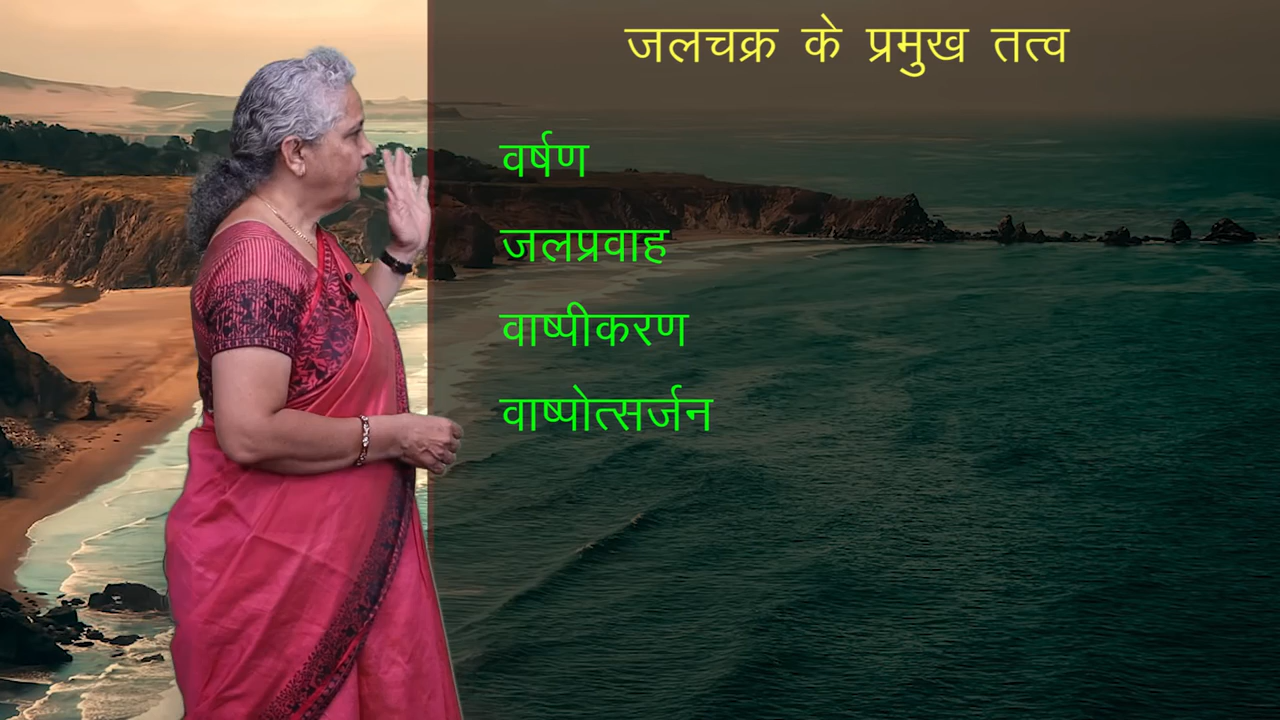 जलचक्र के प्रमुख तत्व
वर्षण
जलप्रवाह
वाष्पीकरण
वाष्पोत्सर्जन